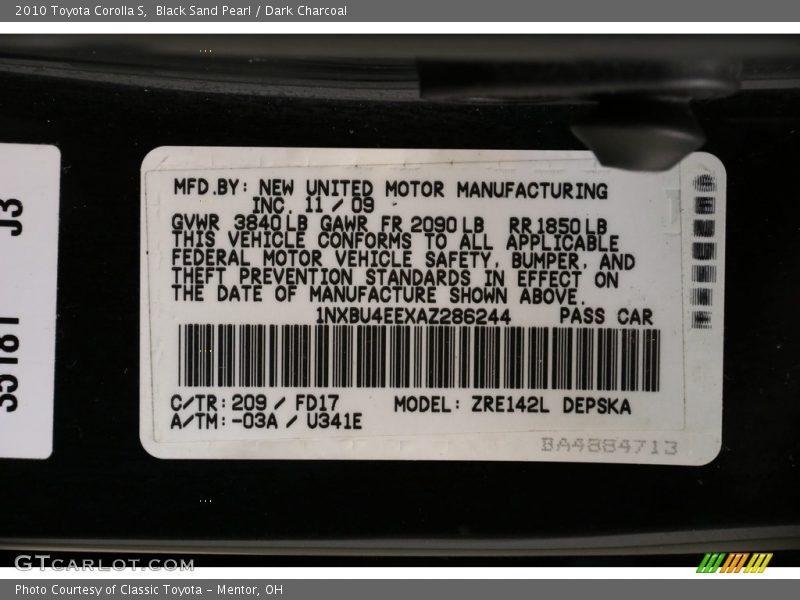 2010 Toyota Corolla S, Black Sand Pearl / Dark Charcoal
MFD.BY: NEW UNITED MOTOR MANUFACTURING
INC. 11 / 09
GVWR 3840 LB GAWR FR 2090 LB RR 1850 LB
THIS VEHICLE CONFORMS TO ALL APPLICABLE
FEDERAL MOTOR VEHICLE SAFETY, BUMPER, AND
THEFT PREVENTION STANDARDS IN EFFECT ON
THE DATE OF MANUFACTURE SHOWN ABOVE.
1NXBU4EEXAZ286244 PASS CAR
C/TR: 209 / FD17 MODEL: ZRE142L DEPSKA
A/TM: -03A / U341E
BA4884713
J3
GTCARLOT.COM
Photo Courtesy of Classic Toyota - Mentor, OH